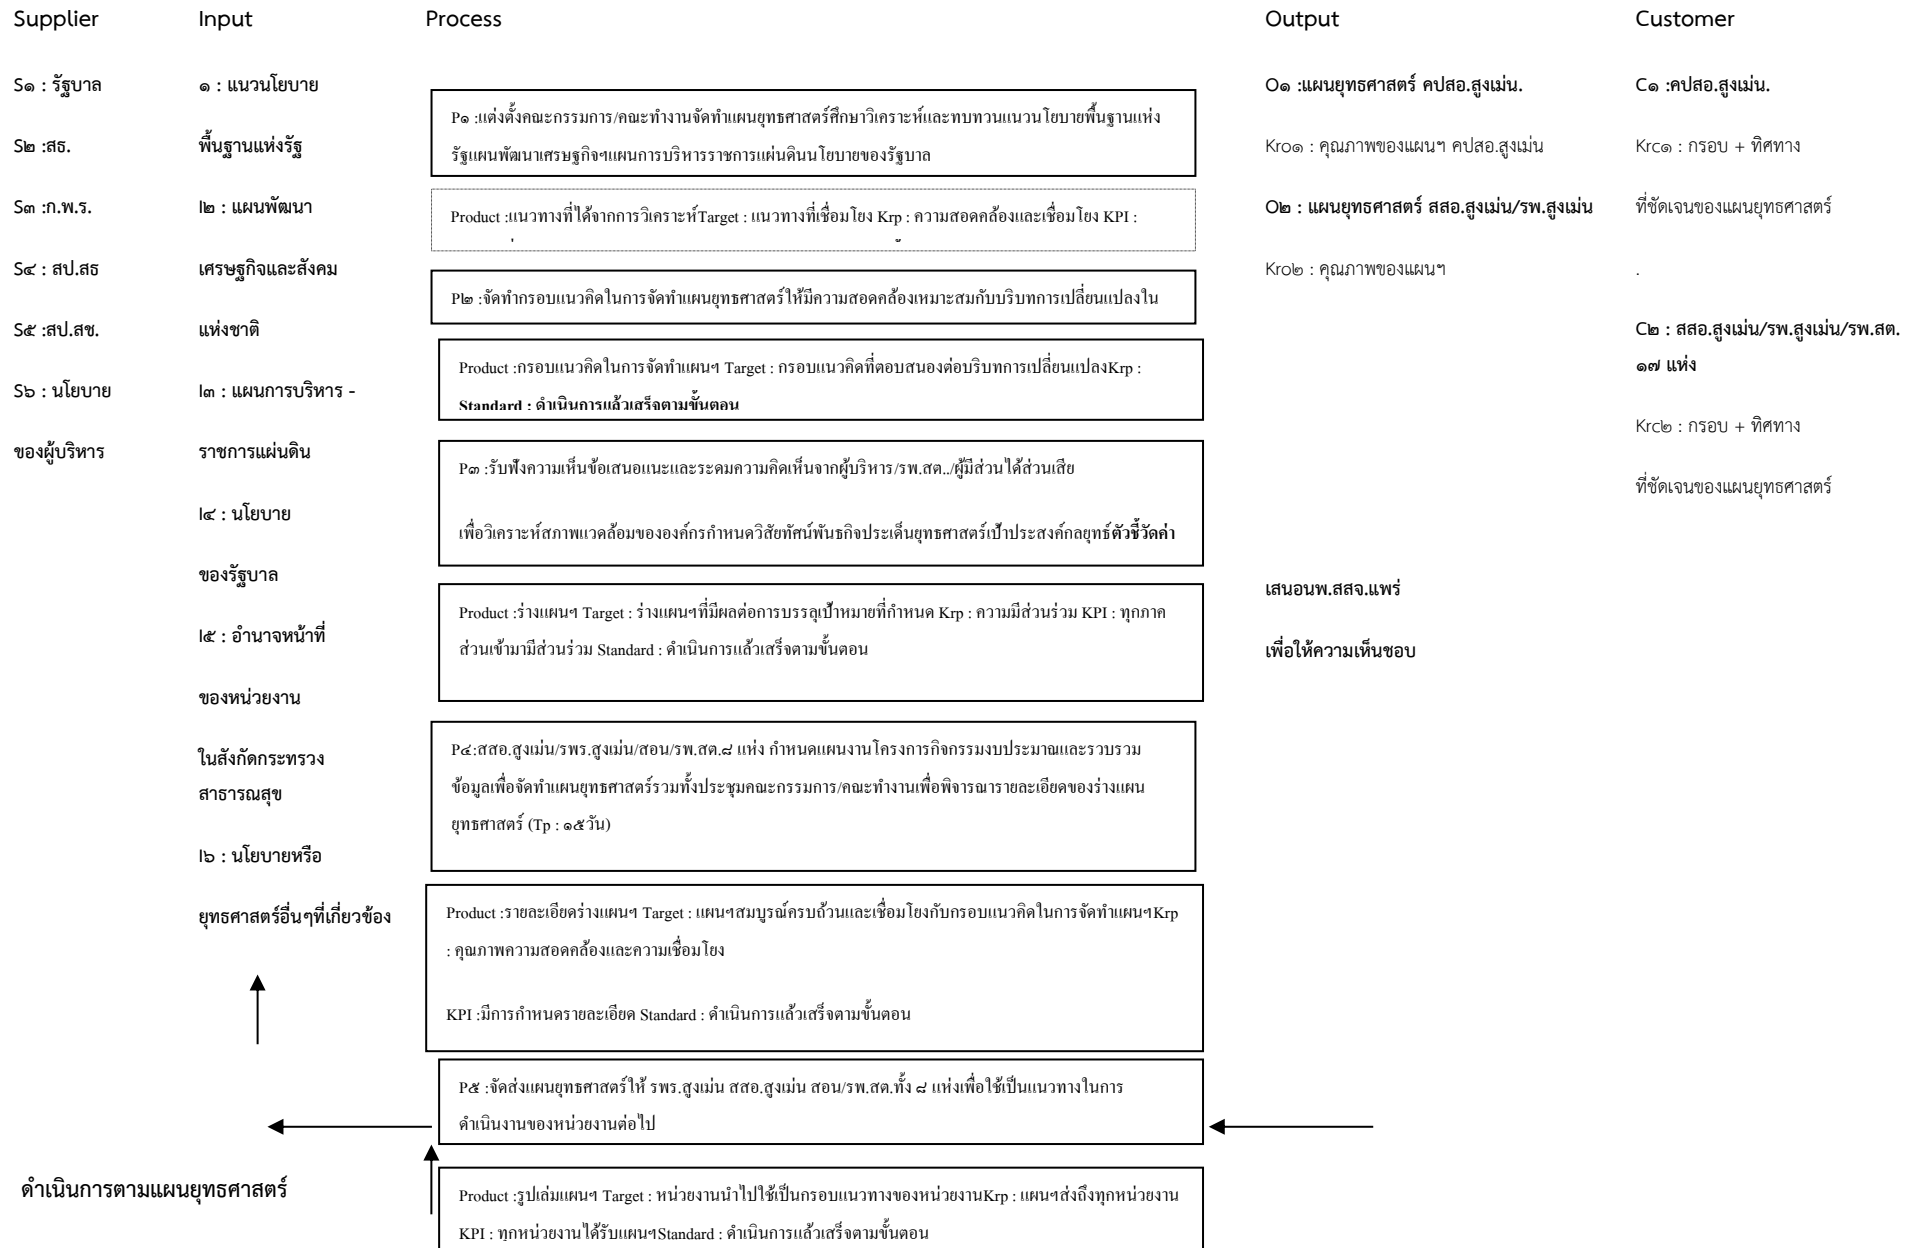 Supplier
S๑ : รัฐบาล
S๒ :สธ.
S๓ :ก.พ.ร.
S๔ : สป.สธ
S๕ :สป.สช.
S๖ : นโยบาย
ของผู้บริหาร
Input
๑ : แนวนโยบาย
พื้นฐานแห่งรัฐ
I๒ : แผนพัฒนา
เศรษฐกิจและสังคม
แห่งชาติ
I๓ : แผนการบริหาร -
ราชการแผ่นดิน
I๔ : นโยบาย
ของรัฐบาล
I๕ : อำนาจหน้าที่
ของหน่วยงาน
ในสังกัดกระทรวง
สาธารณสุข
I๖ : นโยบายหรือ
ยุทธศาสตร์อื่นๆที่เกี่ยวข้อง
Process
P๑ :แต่งตั้งคณะกรรมการ/คณะทำงานจัดทำแผนยุทธศาสตร์ศึกษาวิเคราะห์และทบทวนแนวนโยบายพื้นฐานแห่ง
รัฐแผนพัฒนาเศรษฐกิจฯแผนการบริหารราชการแผ่นดินนโยบายของรัฐบาล
Product :แนวทางที่ได้จากการวิเคราะห์Target : แนวทางที่เชื่อมโยง Krp : ความสอดคล้องและเชื่อมโยง KPI :
P๒ :จัดทำกรอบแนวคิดในการจัดทำแผนยุทธศาสตร์ให้มีความสอดคล้องเหมาะสมกับบริบทการเปลี่ยนแปลงใน
Product :กรอบแนวคิดในการจัดทำแผนฯ Target : กรอบแนวคิดที่ตอบสนองต่อบริบทการเปลี่ยนแปลงKrp :
Standard : ดำเนินการแล้วเสร็จตามขั้นตอน
P๓ :รับฟังความเห็นข้อเสนอแนะและระดมความคิดเห็นจากผู้บริหาร/รพ.สต../ผู้มีส่วนได้ส่วนเสีย
เพื่อวิเคราะห์สภาพแวดล้อมขององค์กรกำหนดวิสัยทัศน์พันธกิจประเด็นยุทธศาสตร์เป้าประสงค์กลยุทธ์ตัวชี้วัดค่า
Product :ร่างแผนฯ Target : ร่างแผนฯที่มีผลต่อการบรรลุเป้าหมายที่กำหนด Krp : ความมีส่วนร่วม KPI : ทุกภาค
ส่วนเข้ามามีส่วนร่วม Standard : ดำเนินการแล้วเสร็จตามขั้นตอน
P๔:สสอ.สูงเม่น/รพร.สูงเม่น/สอน/รพ.สต.๘ แห่ง กำหนดแผนงานโครงการกิจกรรมงบประมาณและรวบรวม
ข้อมูลเพื่อจัดทำแผนยุทธศาสตร์รวมทั้งประชุมคณะกรรมการ/คณะทำงานเพื่อพิจารณารายละเอียดของร่างแผน
ยุทธศาสตร์ (Tp : ๑๕วัน)
Product :รายละเอียดร่างแผนฯ Target : แผนฯสมบูรณ์ครบถ้วนและเชื่อมโยงกับกรอบแนวคิดในการจัดทำแผนฯKrp
: คุณภาพความสอดคล้องและความเชื่อมโยง
KPI :มีการกำหนดรายละเอียด Standard : ดำเนินการแล้วเสร็จตามขั้นตอน
P๕ :จัดส่งแผนยุทธศาสตร์ให้ รพร.สูงเม่น สสอ.สูงเม่น สอน/รพ.สต.ทั้ง ๘ แห่งเพื่อใช้เป็นแนวทางในการ
ดำเนินงานของหน่วยงานต่อไป
Product :รูปเล่มแผนฯ Target : หน่วยงานนำไปใช้เป็นกรอบแนวทางของหน่วยงานKrp : แผนฯส่งถึงทุกหน่วยงาน
KPI : ทุกหน่วยงานได้รับแผนฯStandard : ดำเนินการแล้วเสร็จตามขั้นตอน
Output
O๑ :แผนยุทธศาสตร์ คปสอ.สูงเม่น.
Kro๑ : คุณภาพของแผนฯ คปสอ.สูงเม่น
O๒ : แผนยุทธศาสตร์ สสอ.สูงเม่น/รพ.สูงเม่น
Kro๒ : คุณภาพของแผนฯ
เสนอนพ.สสจ.แพร่
เพื่อให้ความเห็นชอบ
Customer
C๑ :คปสอ.สูงเม่น.
Krc๑ : กรอบ + ทิศทาง
ที่ชัดเจนของแผนยุทธศาสตร์
.
C๒ : สสอ.สูงเม่น/รพ.สูงเม่น/รพ.สต.
๑๗ แห่ง
Krc๒ : กรอบ + ทิศทาง
ที่ชัดเจนของแผนยุทธศาสตร์
ดำเนินการตามแผนยุทธศาสตร์